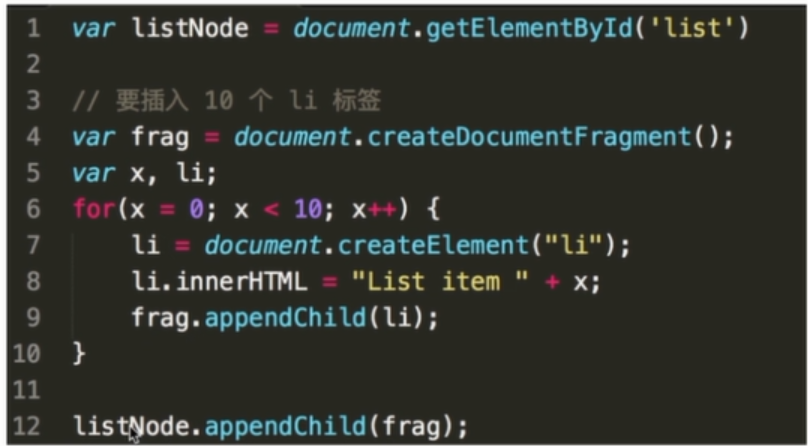 1 var listNode = document.getElementById('list')
2
3 // 要插入 10 个 li 标签
4 var frag = document.createDocumentFragment();
5 var x, li;
6 for(x = 0; x < 10; x++) {
7     li = document.createElement("li");
8     li.innerHTML = "List item " + x;
9     frag.appendChild(li);
10 }
11
12 listNode.appendChild(frag);